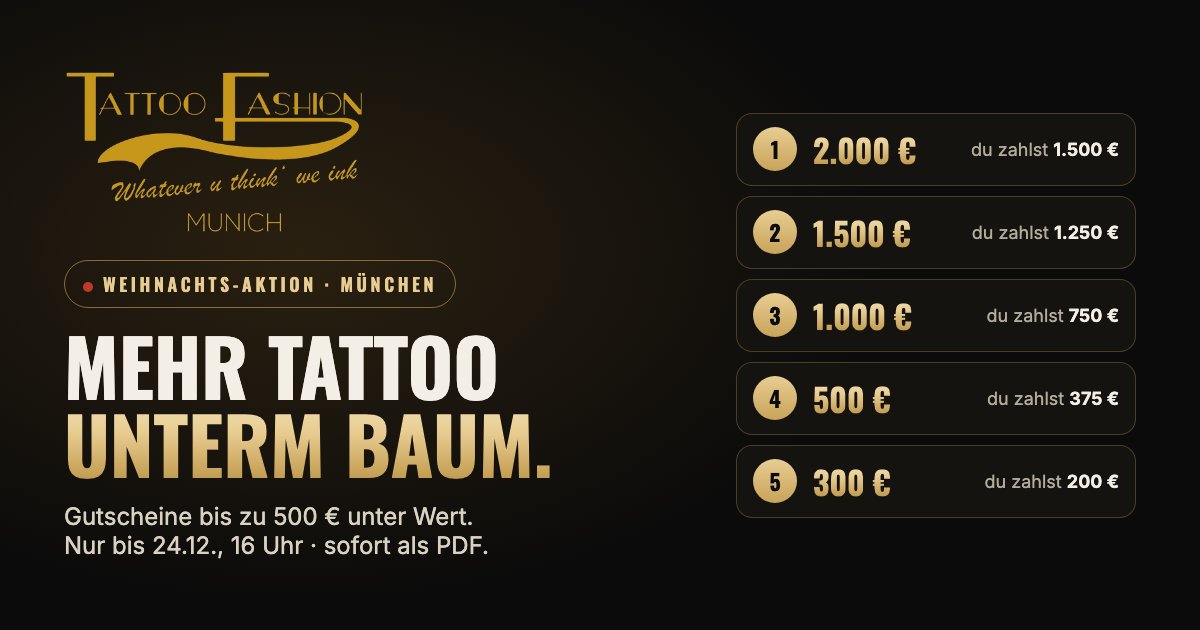 TATTOO FASHION
Whatever u think' we ink
MUNICH
WEIHNACHTS-AKTION · MÜNCHEN
MEHR TATTOO
UNTERM BAUM.
Gutscheine bis zu 500 € unter Wert.
Nur bis 24.12., 16 Uhr · sofort als PDF.
1 2.000 € du zahlst 1.500 €
2 1.500 € du zahlst 1.250 €
3 1.000 € du zahlst 750 €
4 500 € du zahlst 375 €
5 300 € du zahlst 200 €